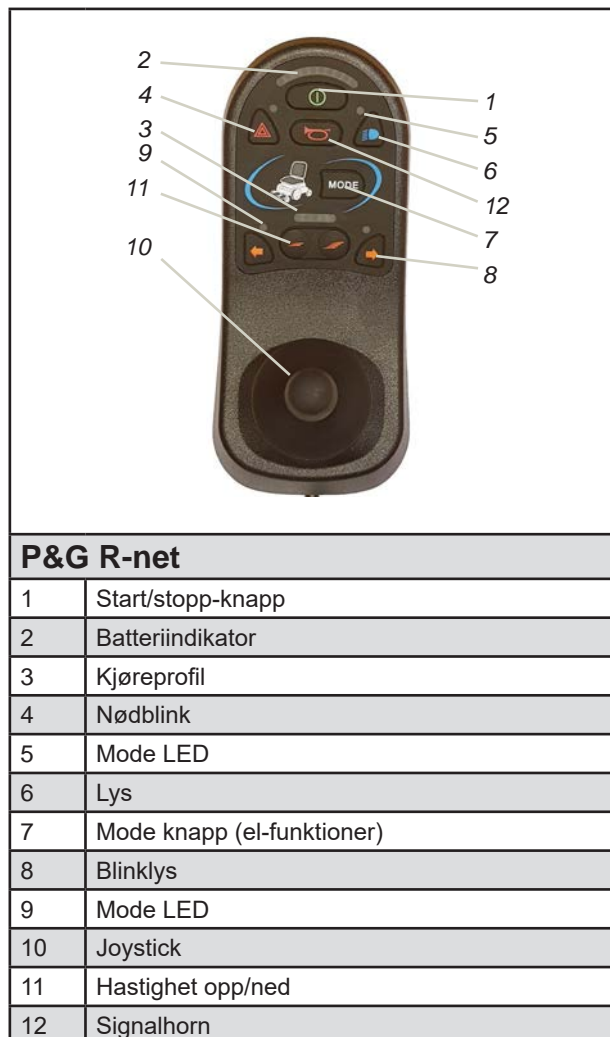 2
1
4
5
3
6
9
12
11
MODE
7
10
8
P&G R-net
1 Start/stopp-knapp
2 Batteriindikator
3 Kjøreprofil
4 Nødblink
5 Mode LED
6 Lys
7 Mode knapp (el-funktioner)
8 Blinklys
9 Mode LED
10 Joystick
11 Hastighet opp/ned
12 Signalhorn